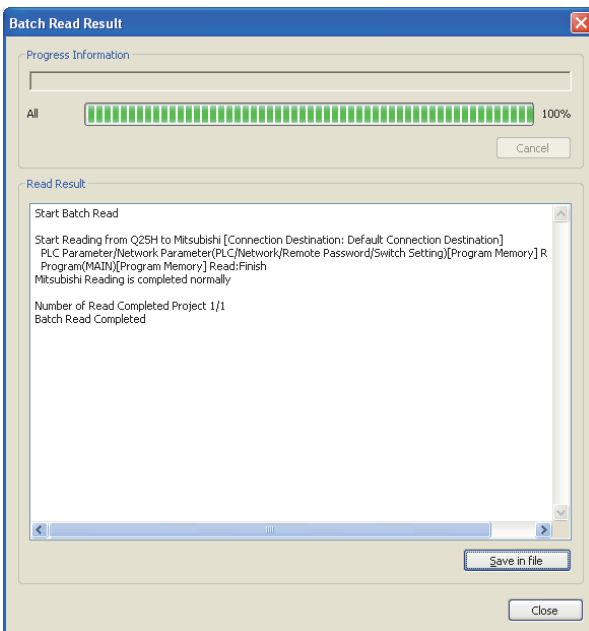 Batch Read Result
Progress Information
All
100%
Cancel
Read Result
Start Batch Read
Start Reading from Q25H to Mitsubishi [Connection Destination: Default Connection Destination]
PLC Parameter/Network Parameter(PLC/Network/Remote Password/Switch Setting)[Program Memory] R
Program(MAIN)[Program Memory] Read:Finish
Mitsubishi Reading is completed normally
Number of Read Completed Project 1/1
Batch Read Completed
Save in file
Close